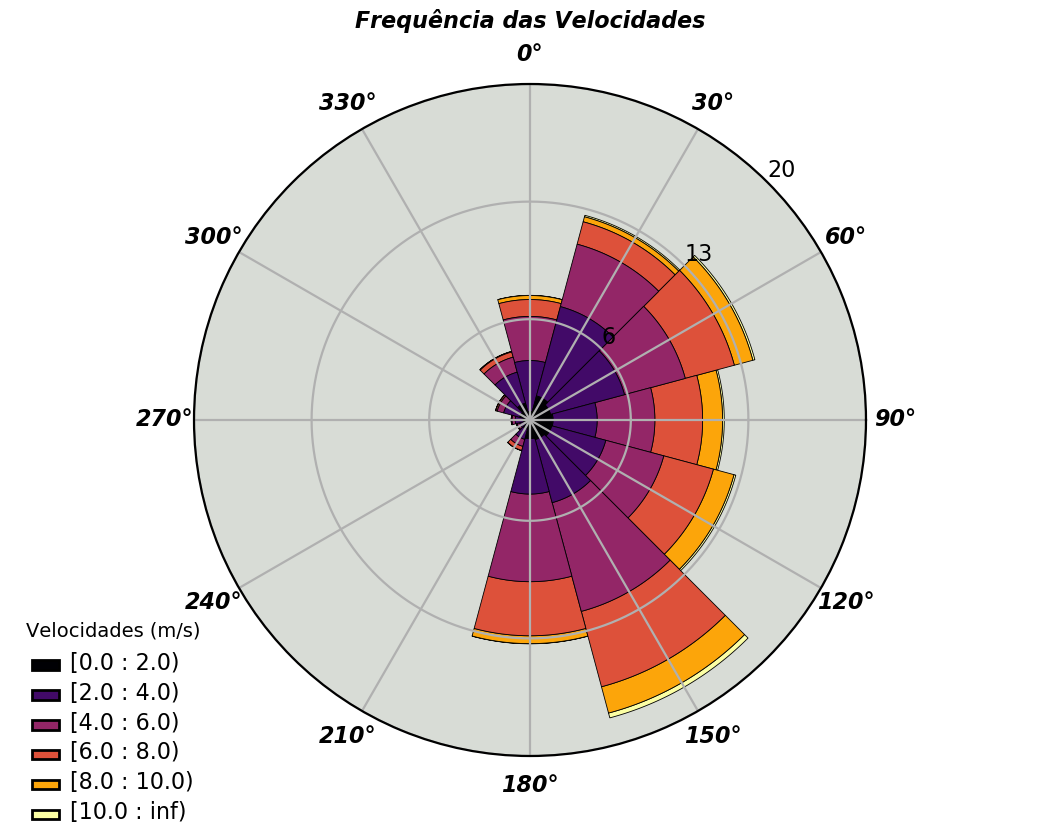 Frequência das Velocidades
0°
330°
30°
20
300°
60°
13
6
270°
90°
240°
120°
210°
150°
180°
Velocidades (m/s)
[0.0 : 2.0)
[2.0 : 4.0)
[4.0 : 6.0)
[6.0 : 8.0)
[8.0 : 10.0)
[10.0 : inf)